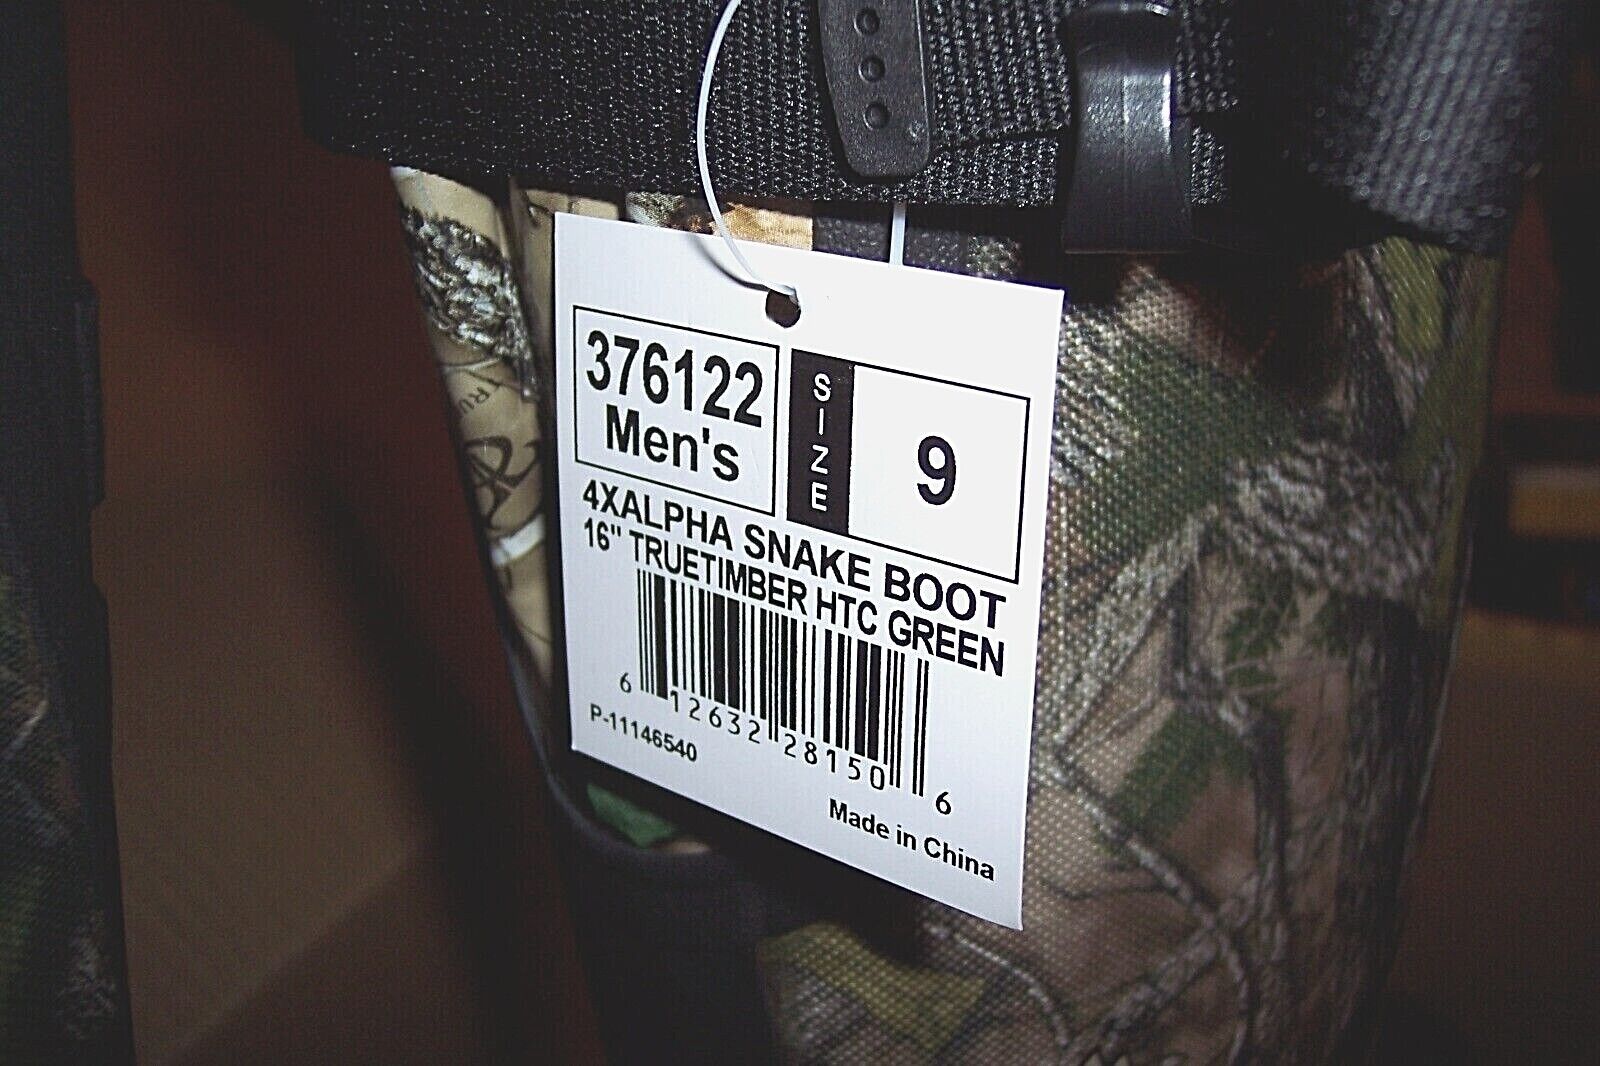 376122
Men's
SIZE
9
4XALPHA SNAKE BOOT
16" TRUETIMBER HTC GREEN
6 12632 28150 6
P-11146540
Made in China